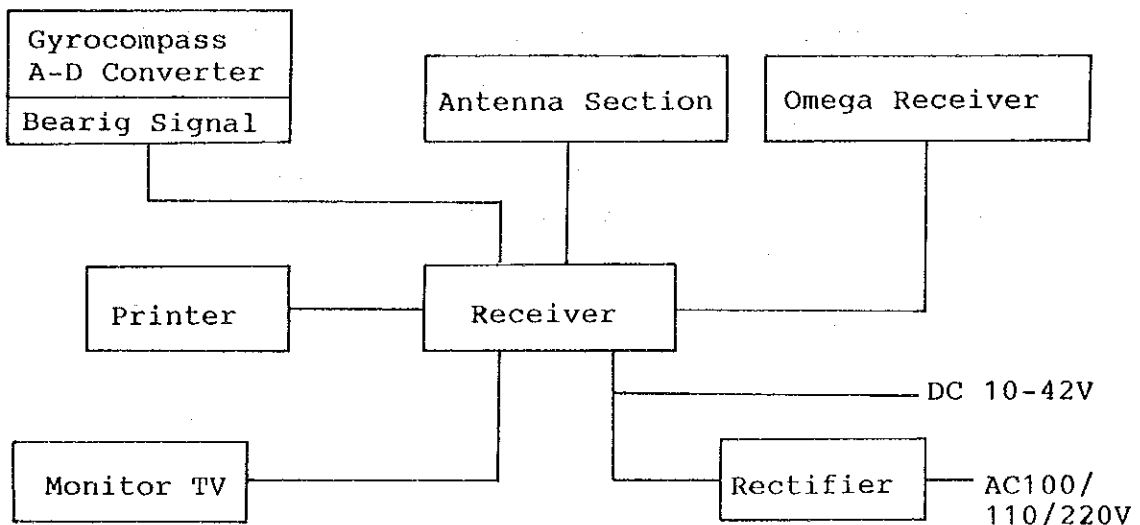 Gyrocompass
A-D Converter
Bearig Signal
Antenna Section
Omega Receiver
Printer
Receiver
DC 10-42V
Monitor TV
Rectifier
AC100/
110/220V